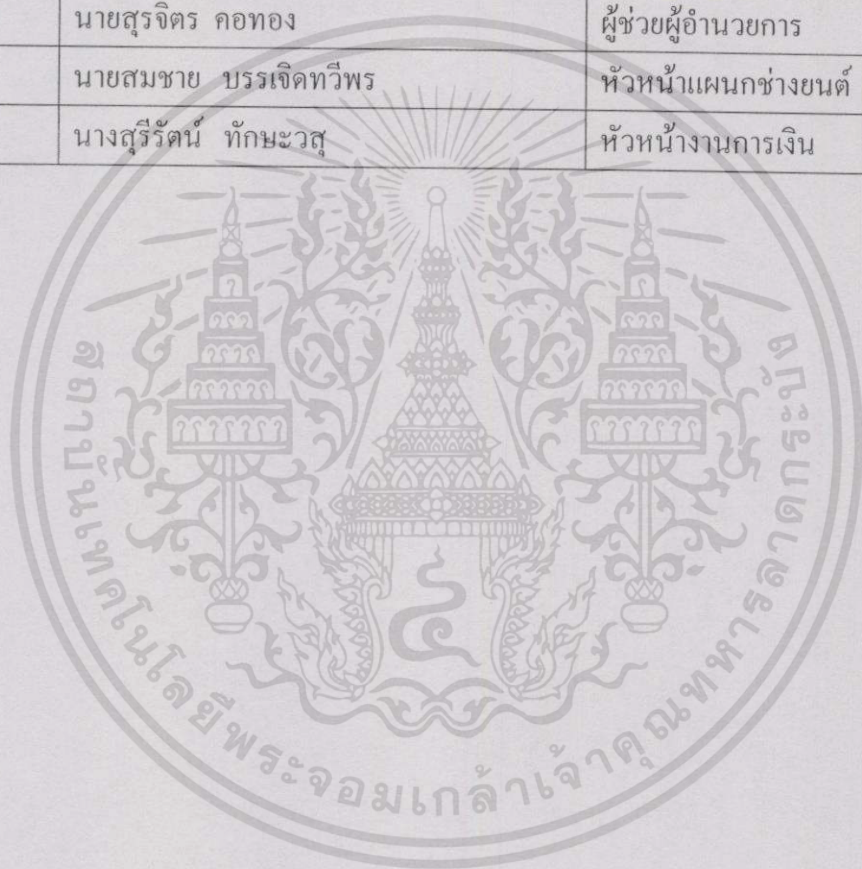 นายสุรจิตร คอทอง ผู้ช่วยผู้อำนวยการ
นายสมชาย บรรเจิดทวีพร หัวหน้าแผนกช่างยนต์
นางสุรีรัตน์ ทักษะวสุ หัวหน้างานการเงิน
สถาบันเทคโนโลยีพระจอมเกล้าเจ้าคุณทหารลาดกระบัง
๔